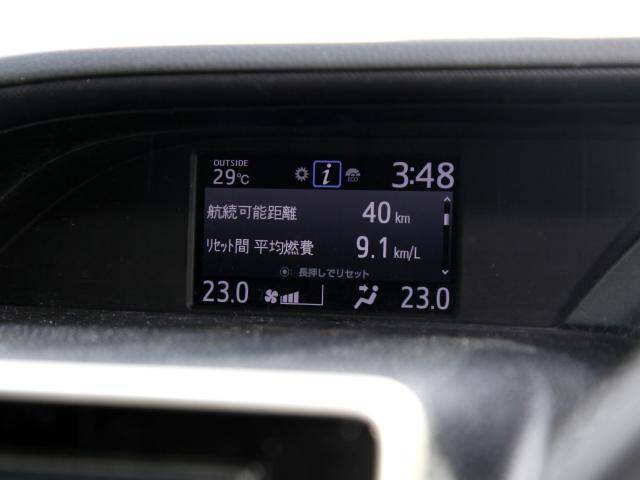 OUTSIDE
29℃ i ECO 3:48
航続可能距離 40 km
ﾘｾｯﾄ間 平均燃費 9.1 km/L
◉: 長押しでリセット
23.0 23.0